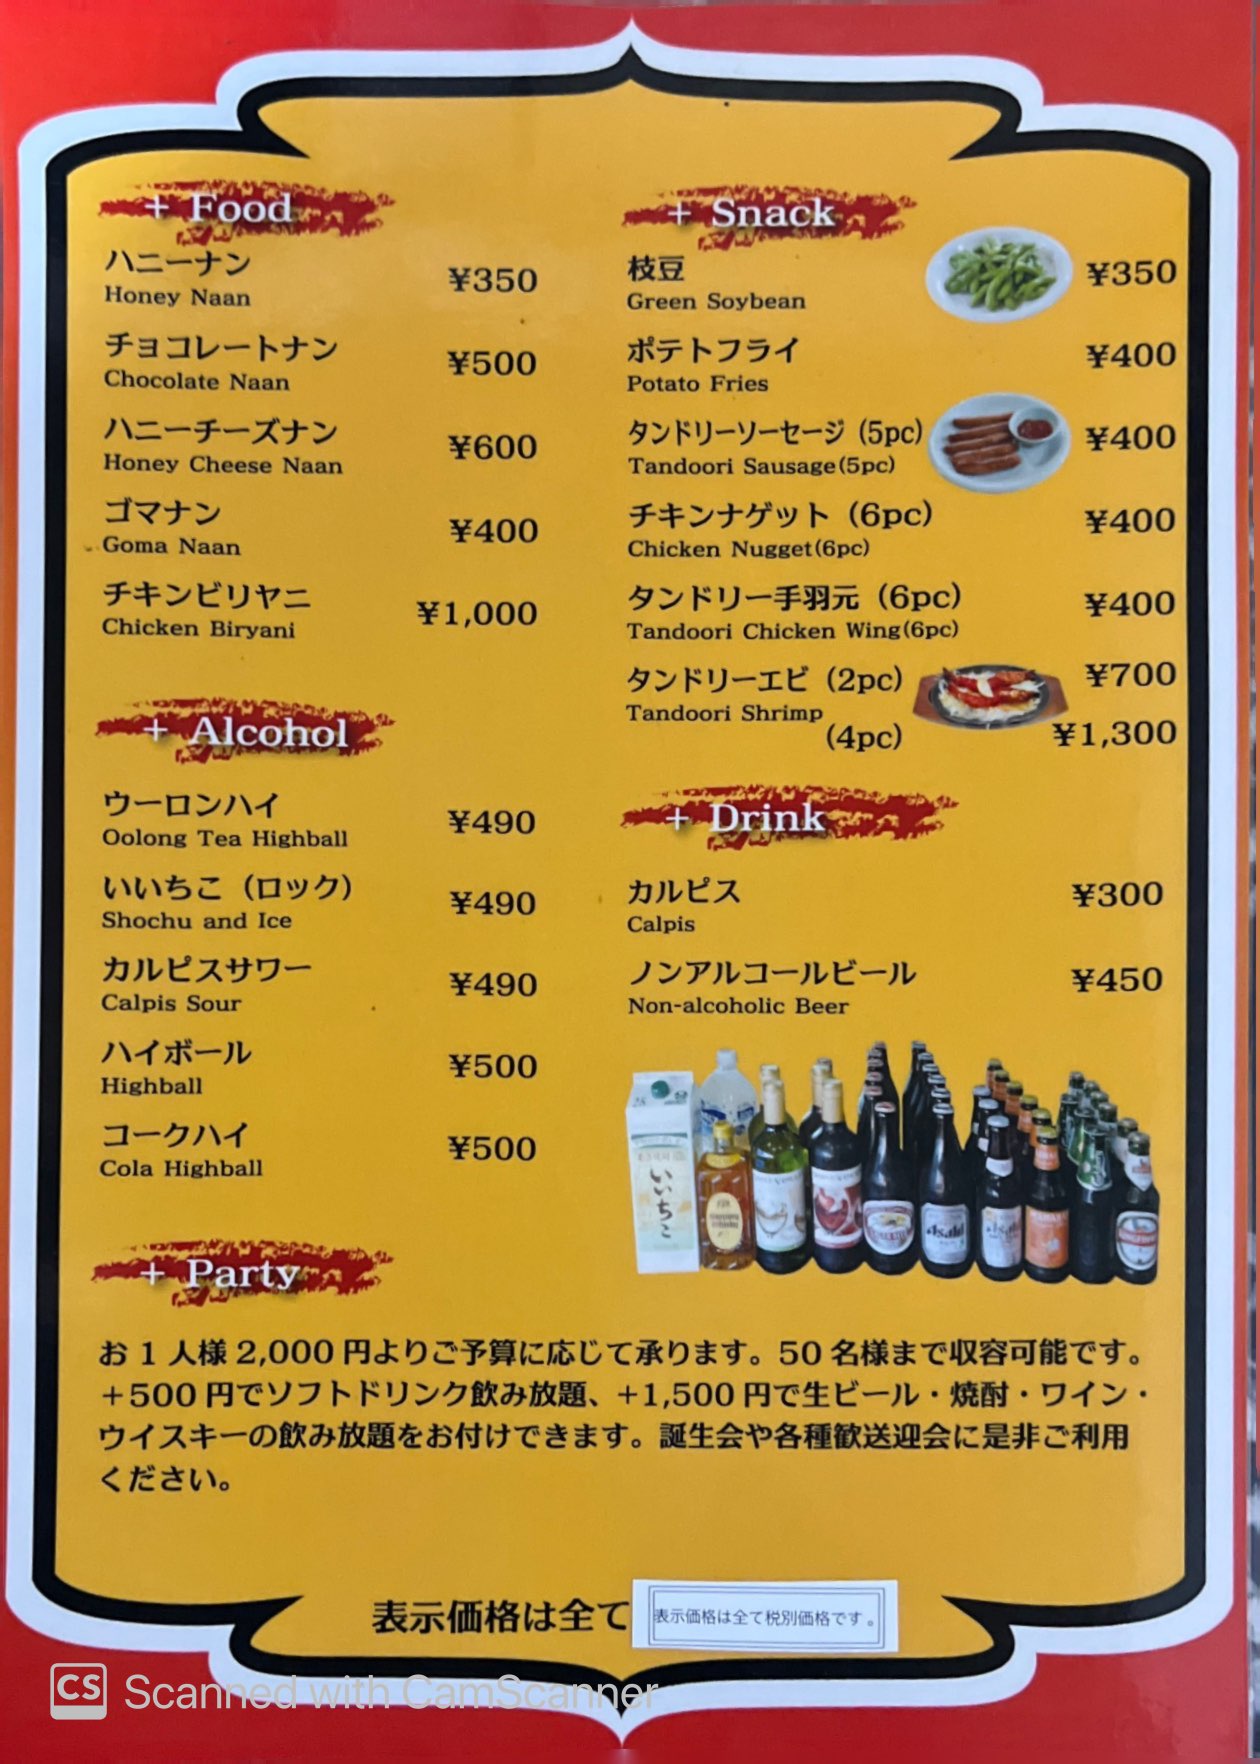 + Food
ハニーナン
Honey Naan
¥350
チョコレートナン
Chocolate Naan
¥500
ハニーチーズナン
Honey Cheese Naan
¥600
ゴマナン
Goma Naan
¥400
チキンビリヤニ
Chicken Biryani
¥1,000
+ Alcohol
ウーロンハイ
Oolong Tea Highball
¥490
いいちこ（ロック）
Shochu and Ice
¥490
カルピスサワー
Calpis Sour
¥490
ハイボール
Highball
¥500
コークハイ
Cola Highball
¥500
+ Snack
枝豆
Green Soybean
¥350
ポテトフライ
Potato Fries
¥400
タンドリーソーセージ（5pc）
Tandoori Sausage(5pc)
¥400
チキンナゲット（6pc）
Chicken Nugget(6pc)
¥400
タンドリー手羽元（6pc）
Tandoori Chicken Wing(6pc)
¥400
タンドリーエビ（2pc）
¥700
Tandoori Shrimp
（4pc）
¥1,300
+ Drink
カルピス
Calpis
¥300
ノンアルコールビール
Non-alcoholic Beer
¥450
いいちこ
Asahi
Asahi
+ Party
お 1 人様 2,000 円よりご予算に応じて承ります。50 名様まで収容可能です。
+500 円でソフトドリンク飲み放題、+1,500 円で生ビール・焼酎・ワイン・
ウイスキーの飲み放題をお付けできます。誕生会や各種歓送迎会に是非ご利用
ください。
表示価格は全て
表示価格は全て税別価格です。
CS Scanned with CamScanner